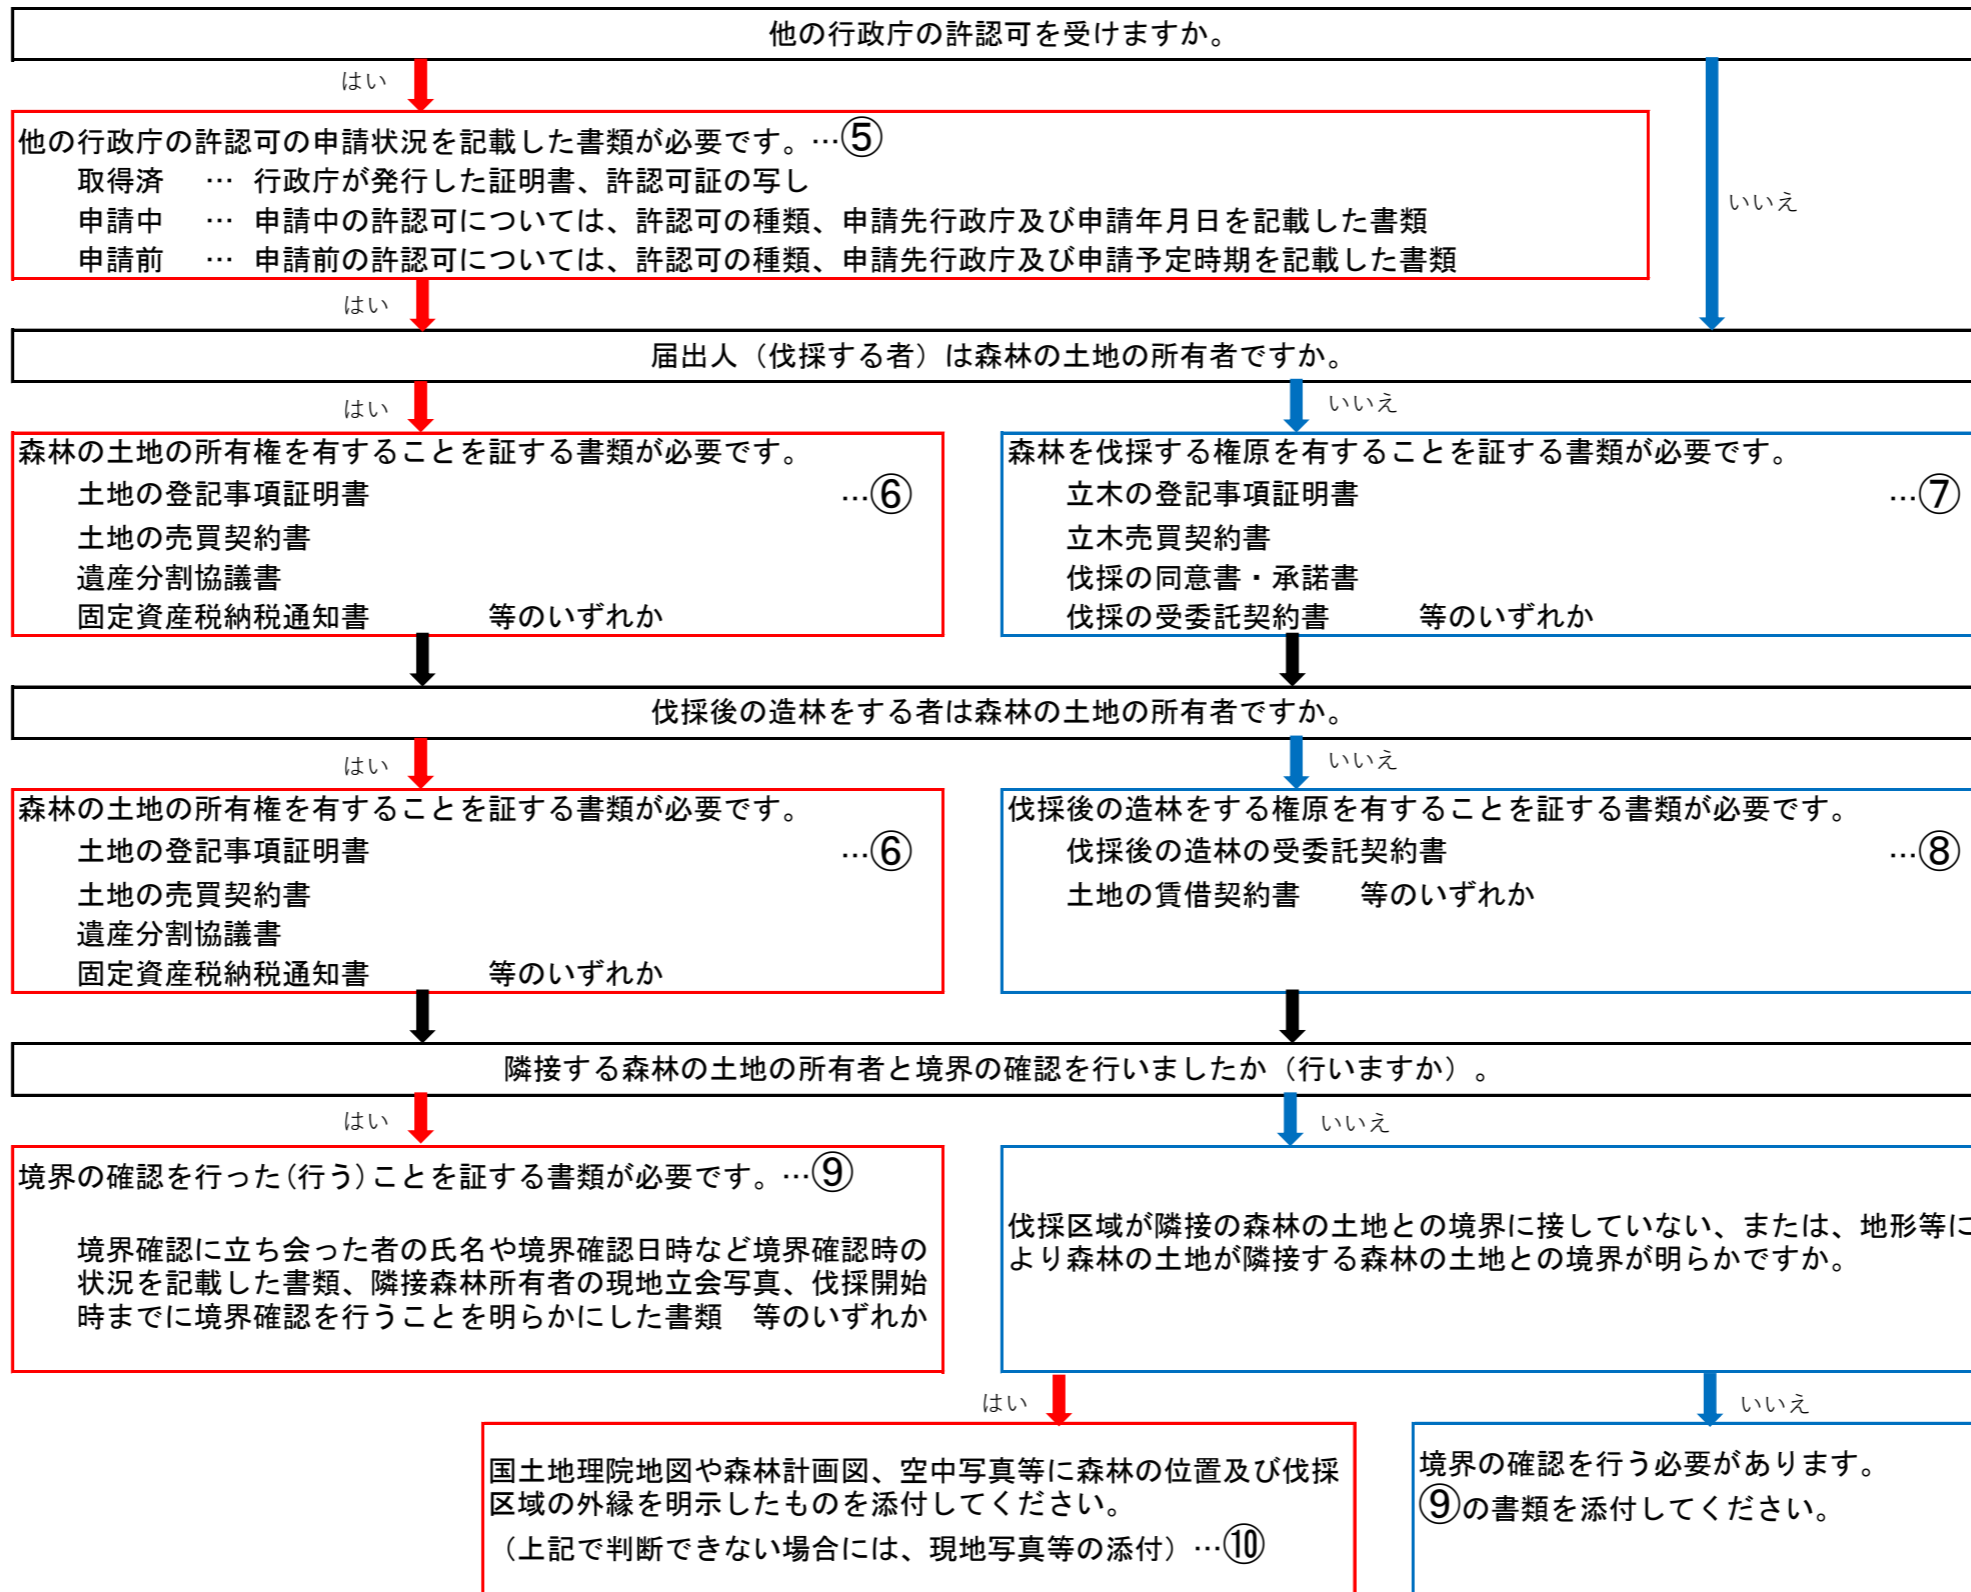 他の行政庁の許認可を受けますか。
はい
いいえ
他の行政庁の許認可の申請状況を記載した書類が必要です。…⑤
取得済　… 行政庁が発行した証明書、許認可証の写し
申請中　… 申請中の許認可については、許認可の種類、申請先行政庁及び申請年月日を記載した書類
申請前　… 申請前の許認可については、許認可の種類、申請先行政庁及び申請予定時期を記載した書類
はい
届出人（伐採する者）は森林の土地の所有者ですか。
はい
いいえ
森林の土地の所有権を有することを証する書類が必要です。
土地の登記事項証明書　…⑥
土地の売買契約書
遺産分割協議書
固定資産税納税通知書　　　　等のいずれか
森林を伐採する権原を有することを証する書類が必要です。
立木の登記事項証明書　…⑦
立木売買契約書
伐採の同意書・承諾書
伐採の受委託契約書　　　等のいずれか
伐採後の造林をする者は森林の土地の所有者ですか。
はい
いいえ
森林の土地の所有権を有することを証する書類が必要です。
土地の登記事項証明書　…⑥
土地の売買契約書
遺産分割協議書
固定資産税納税通知書　　　　等のいずれか
伐採後の造林をする権原を有することを証する書類が必要です。
伐採後の造林の受委託契約書　…⑧
土地の賃借契約書　　等のいずれか
隣接する森林の土地の所有者と境界の確認を行いましたか（行いますか）。
はい
いいえ
境界の確認を行った(行う)ことを証する書類が必要です。…⑨
境界確認に立ち会った者の氏名や境界確認日時など境界確認時の
状況を記載した書類、隣接森林所有者の現地立会写真、伐採開始
時までに境界確認を行うことを明らかにした書類　等のいずれか
伐採区域が隣接の森林の土地との境界に接していない、または、地形等に
より森林の土地が隣接する森林の土地との境界が明らかですか。
はい
いいえ
国土地理院地図や森林計画図、空中写真等に森林の位置及び伐採
区域の外縁を明示したものを添付してください。
（上記で判断できない場合には、現地写真等の添付）…⑩
境界の確認を行う必要があります。
⑨の書類を添付してください。